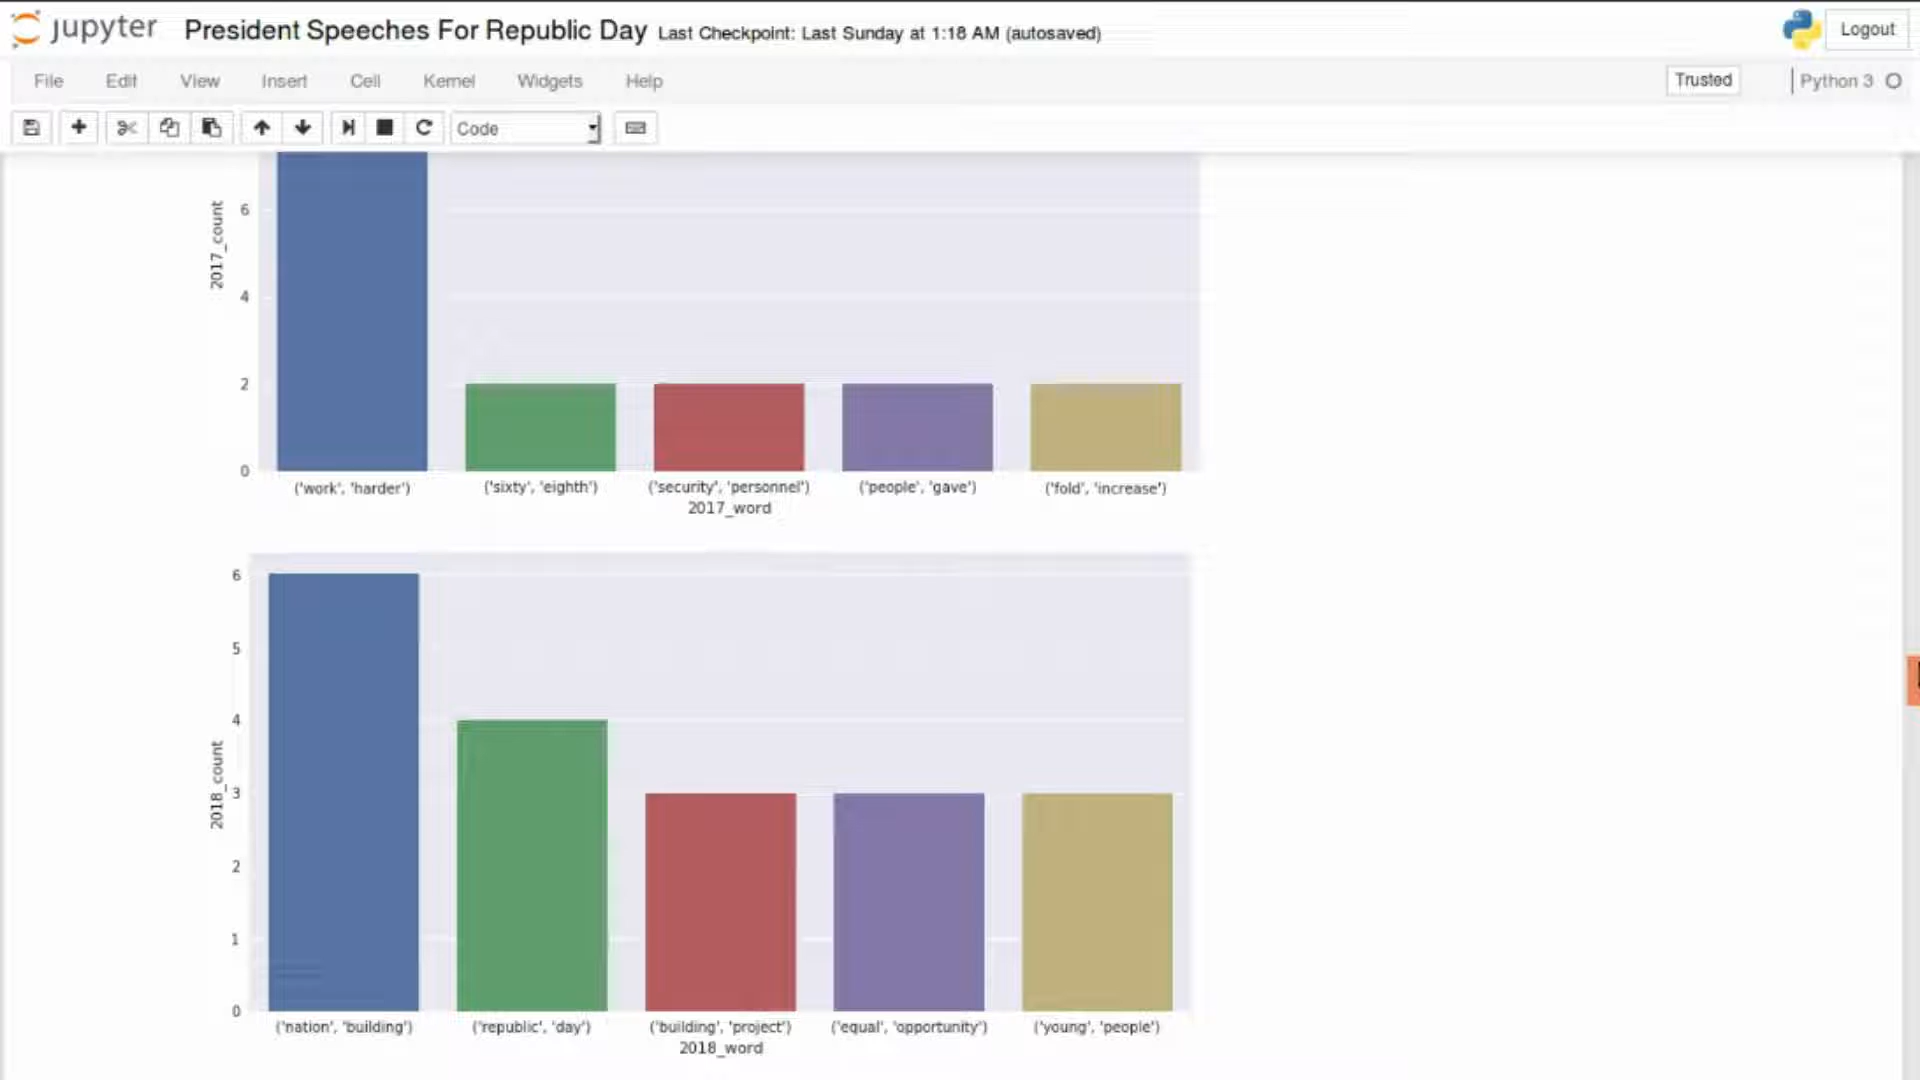 jupyter President Speeches For Republic Day Last Checkpoint: Last Sunday at 1:18 AM (autosaved) Logout
File Edit View Insert Cell Kernel Widgets Help Trusted Python 3
Code
6
4
2
0
2017_count
('work', 'harder') ('sixty', 'eighth') ('security', 'personnel') ('people', 'gave') ('fold', 'increase')
2017_word
6
5
4
3
2
1
0
2018_count
('nation', 'building') ('republic', 'day') ('building', 'project') ('equal', 'opportunity') ('young', 'people')
2018_word